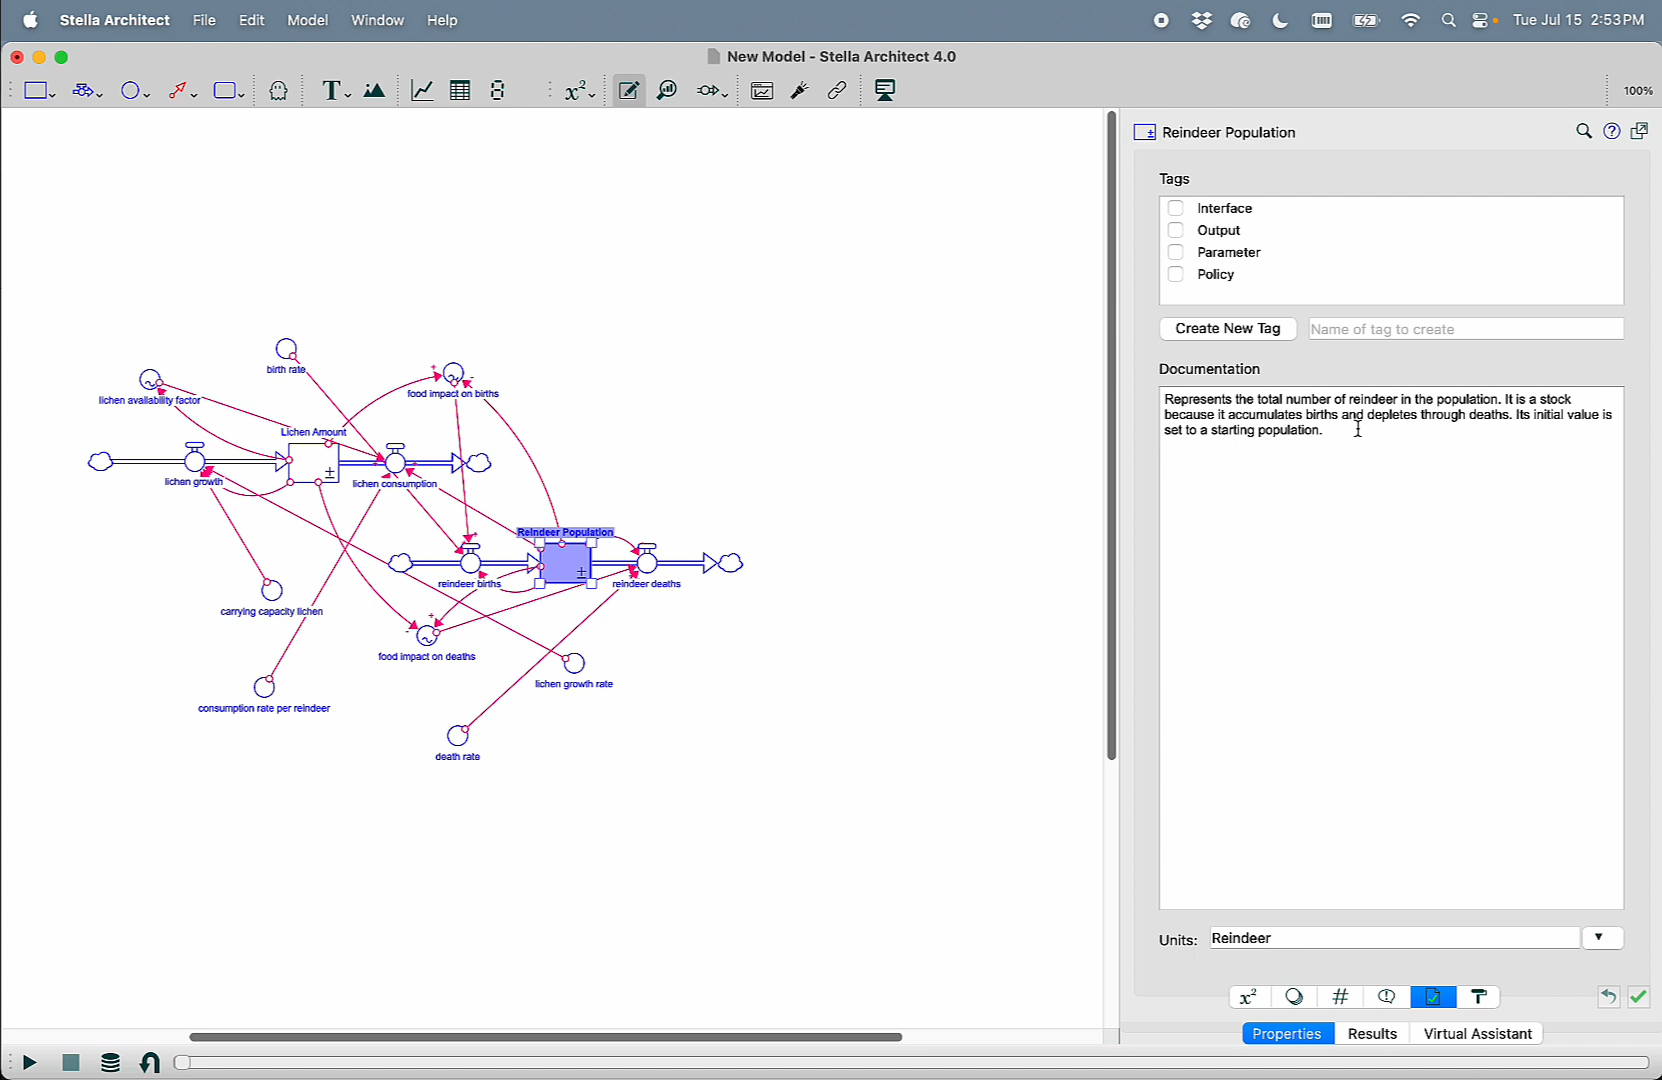 Stella Architect File Edit Model Window Help Tue Jul 15 2:53 PM
New Model - Stella Architect 4.0
T x² 100%
± Reindeer Population
Tags
Interface
Output
Parameter
Policy
Create New Tag Name of tag to create
Documentation
Represents the total number of reindeer in the population. It is a stock
because it accumulates births and depletes through deaths. Its initial value is
set to a starting population.
Units: Reindeer
x² #
Properties Results Virtual Assistant
birth rate
lichen availability factor
food impact on births
Lichen Amount
lichen growth
lichen consumption
Reindeer Population
reindeer births
reindeer deaths
carrying capacity lichen
food impact on deaths
lichen growth rate
consumption rate per reindeer
death rate